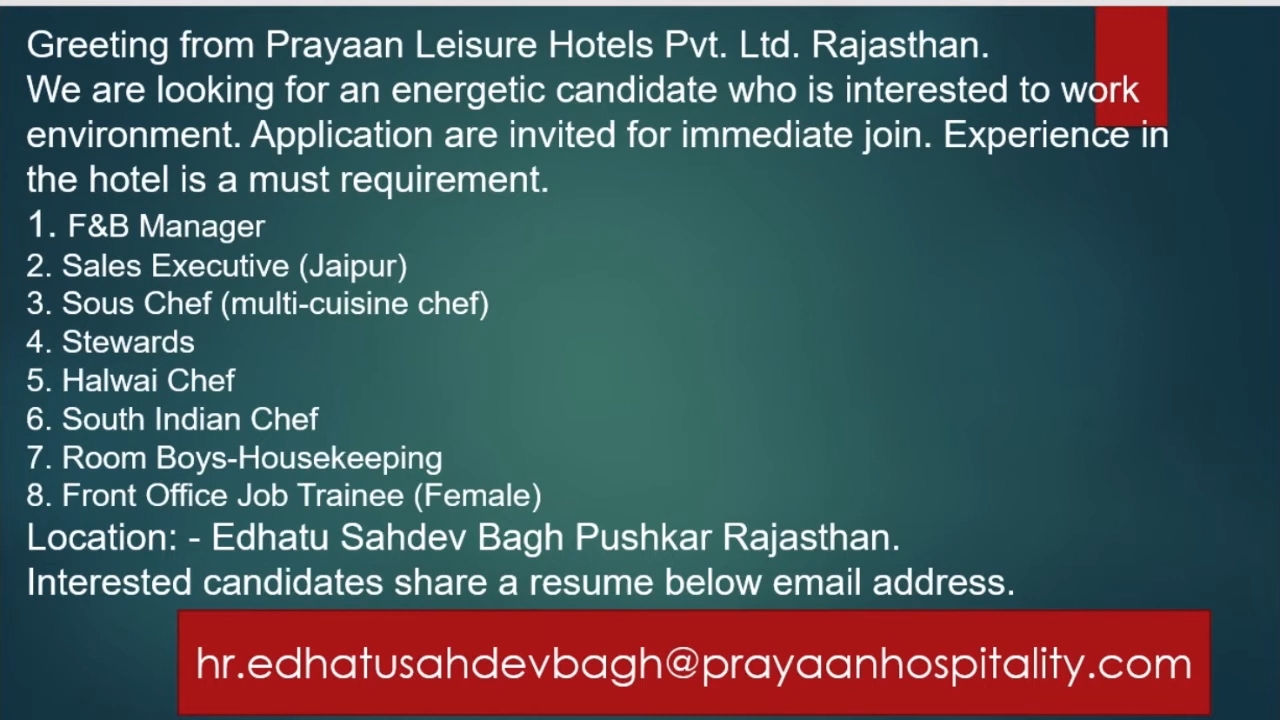 Greeting from Prayaan Leisure Hotels Pvt. Ltd. Rajasthan.
We are looking for an energetic candidate who is interested to work
environment. Application are invited for immediate join. Experience in
the hotel is a must requirement.
1. F&B Manager
2. Sales Executive (Jaipur)
3. Sous Chef (multi-cuisine chef)
4. Stewards
5. Halwai Chef
6. South Indian Chef
7. Room Boys-Housekeeping
8. Front Office Job Trainee (Female)
Location: - Edhatu Sahdev Bagh Pushkar Rajasthan.
Interested candidates share a resume below email address.
hr.edhatusahdevbagh@prayaanhospitality.com